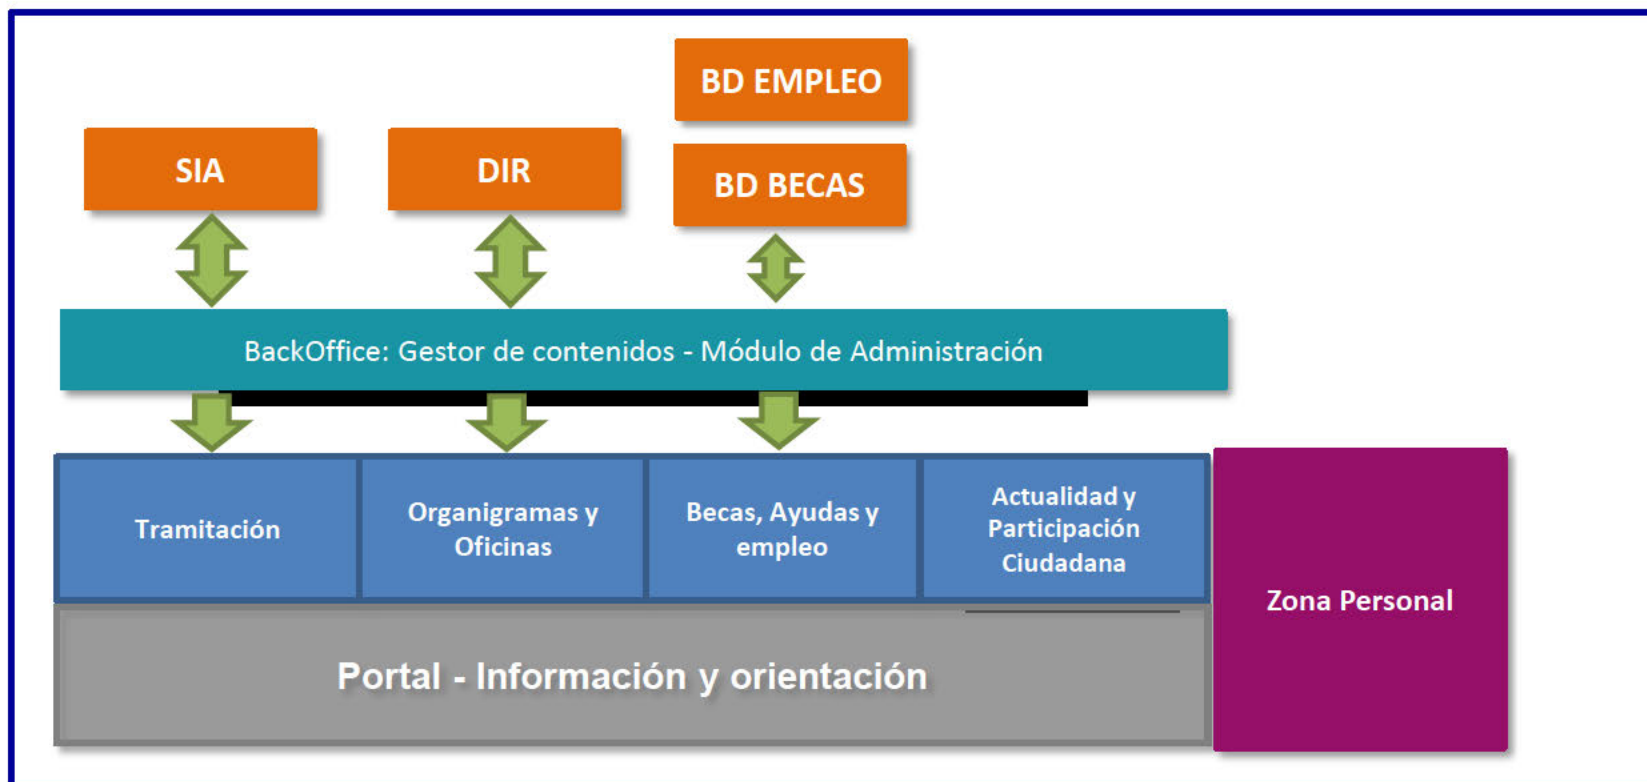 BD EMPLEO
SIA
DIR
BD BECAS
BackOffice: Gestor de contenidos - Módulo de Administración
Tramitación
Organigramas y
Oficinas
Becas, Ayudas y
empleo
Actualidad y
Participación
Ciudadana
Zona Personal
Portal - Información y orientación